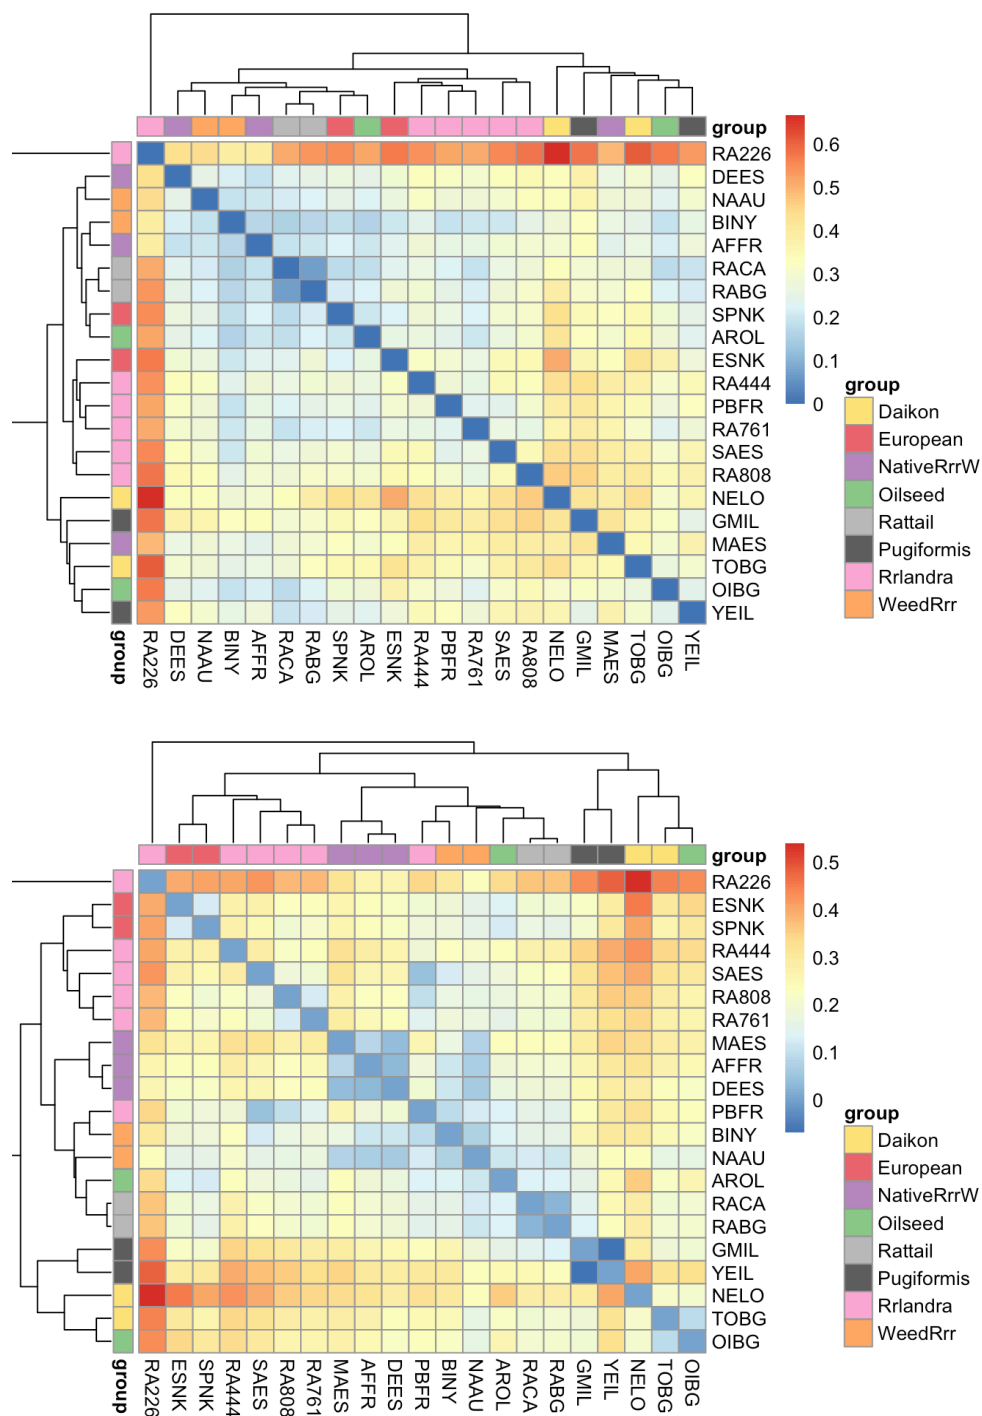 group
RA226
DEES
NAAU
BINY
AFFR
RACA
RABG
SPNK
AROL
ESNK
RA444
PBFR
RA761
SAES
RA808
NELO
GMIL
MAES
TOBG
OIBG
YEIL
0.6
0.5
0.4
0.3
0.2
0.1
0
group
Daikon
European
NativeRrrW
Oilseed
Rattail
Pugiformis
Rrlandra
WeedRrr
group
RA226
DEES
NAAU
BINY
AFFR
RACA
RABG
SPNK
AROL
ESNK
RA444
PBFR
RA761
SAES
RA808
NELO
GMIL
MAES
TOBG
OIBG
YEIL
group
RA226
ESNK
SPNK
RA444
SAES
RA808
RA761
MAES
AFFR
DEES
PBFR
BINY
NAAU
AROL
RACA
RABG
GMIL
YEIL
NELO
TOBG
OIBG
0.5
0.4
0.3
0.2
0.1
0
group
Daikon
European
NativeRrrW
Oilseed
Rattail
Pugiformis
Rrlandra
WeedRrr
group
RA226
ESNK
SPNK
RA444
SAES
RA808
RA761
MAES
AFFR
DEES
PBFR
BINY
NAAU
AROL
RACA
RABG
GMIL
YEIL
NELO
TOBG
OIBG